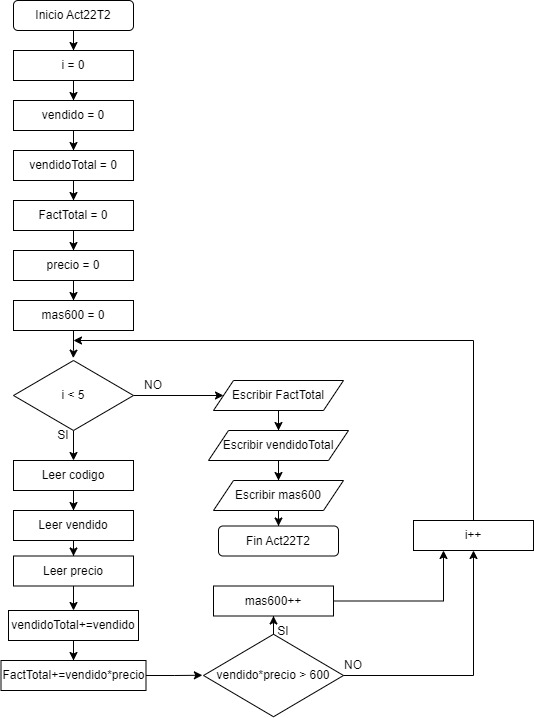 Inicio Act22T2
i = 0
vendido = 0
vendidoTotal = 0
FactTotal = 0
precio = 0
mas600 = 0
i < 5
NO
SI
Escribir FactTotal
Escribir vendidoTotal
Escribir mas600
Fin Act22T2
Leer codigo
Leer vendido
Leer precio
vendidoTotal+=vendido
FactTotal+=vendido*precio
vendido*precio > 600
SI
NO
mas600++
i++